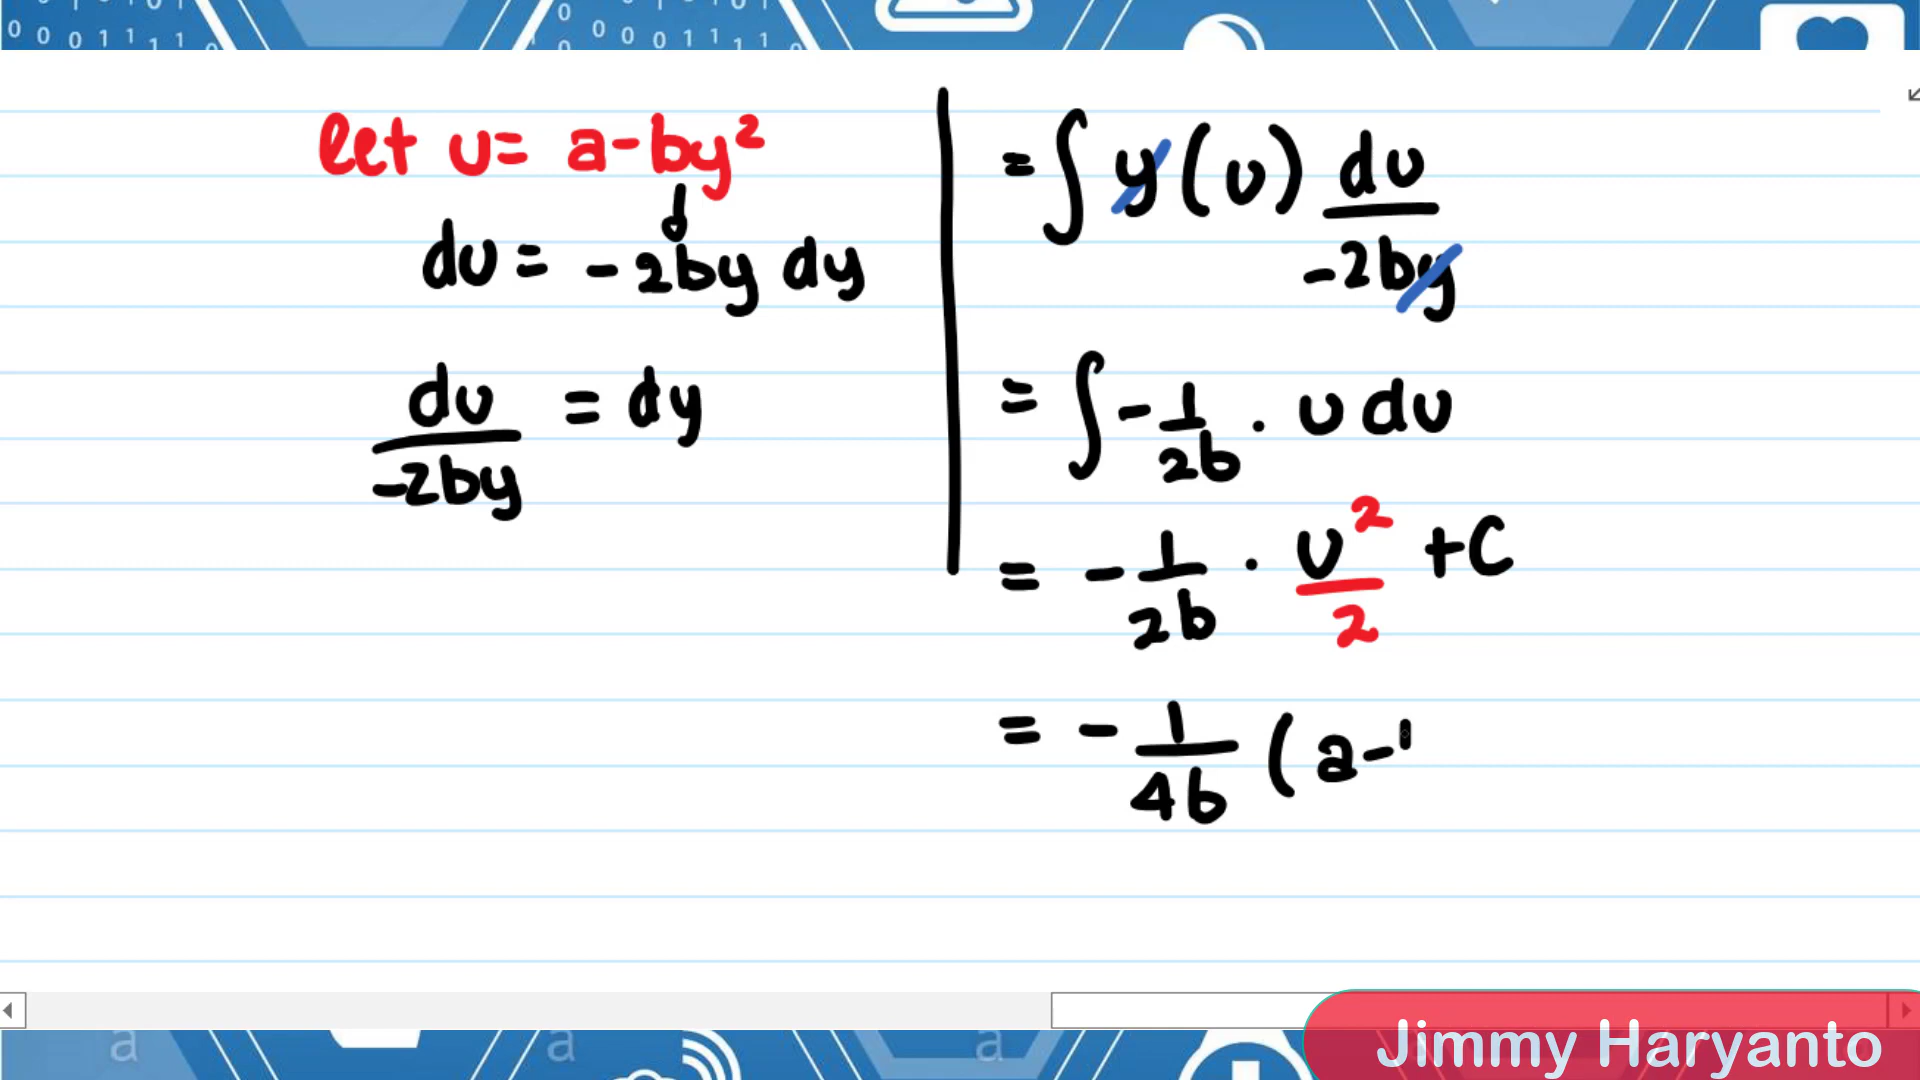 let u= a-by²
du = -2by dy
du/-2by = dy
= ∫ y (u) du/-2by
= ∫ -1/2b · u du
= -1/2b · u²/2 +C
= -1/4b ( a-
Jimmy Haryanto